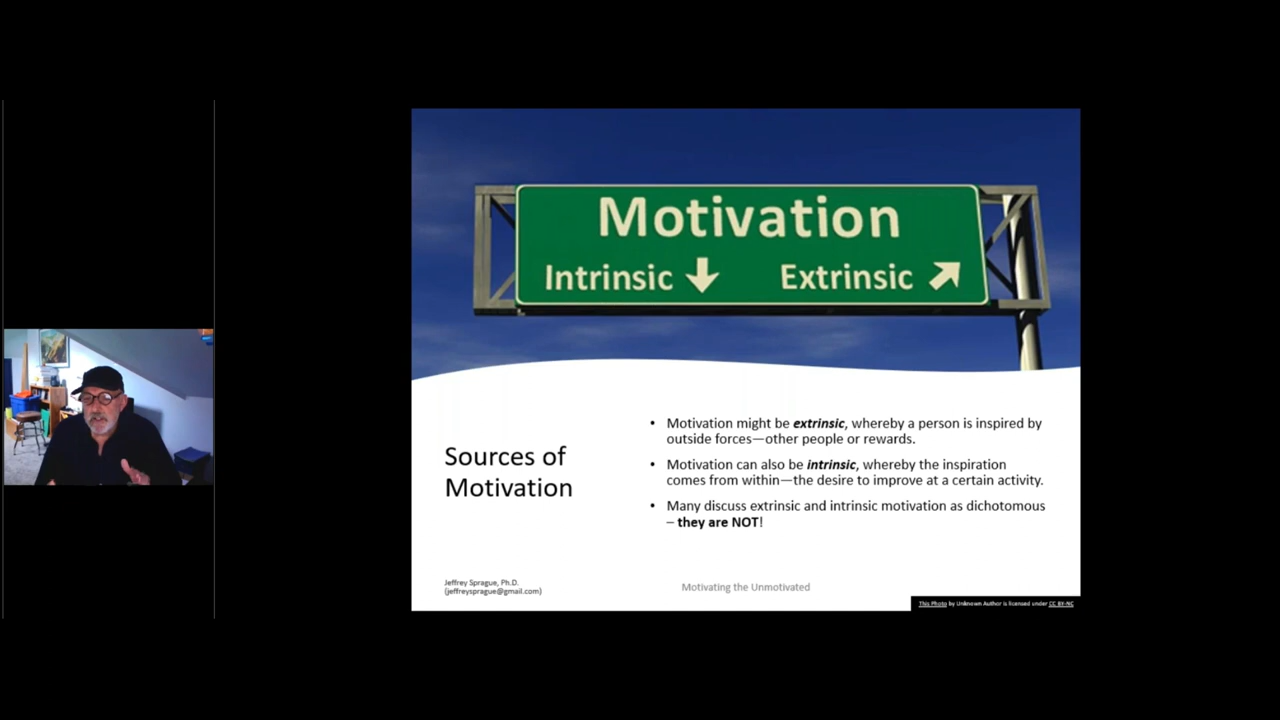 Motivation
Intrinsic ↓ Extrinsic ↗
Sources of
Motivation
• Motivation might be extrinsic, whereby a person is inspired by
outside forces—other people or rewards.
• Motivation can also be intrinsic, whereby the inspiration
comes from within—the desire to improve at a certain activity.
• Many discuss extrinsic and intrinsic motivation as dichotomous
– they are NOT!
Jeffrey Sprague, Ph.D.
(jeffreysprague@gmail.com)
Motivating the Unmotivated
This Photo by Unknown Author is licensed under CC BY-NC